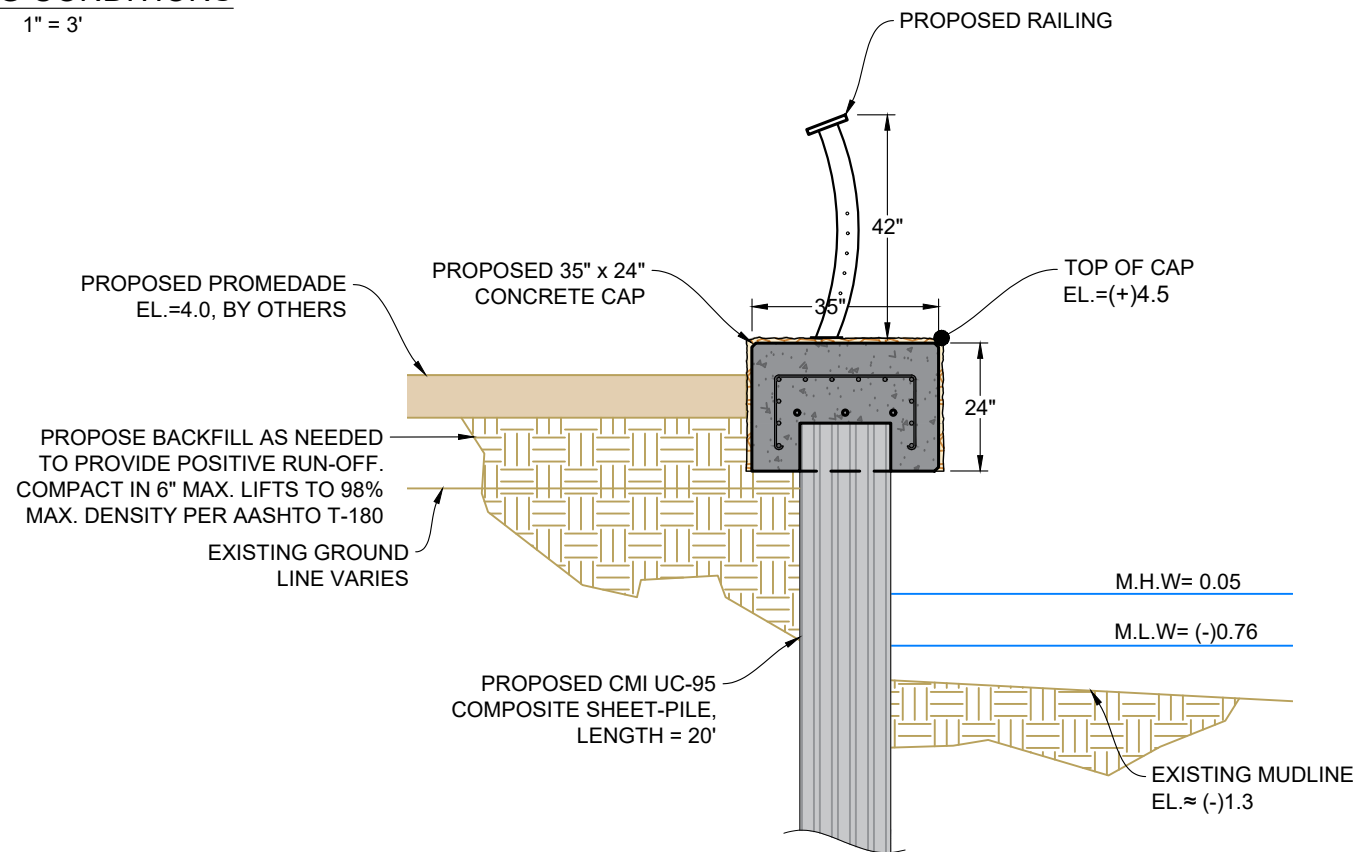 1" = 3'
PROPOSED RAILING
42"
PROPOSED PROMEDADE
EL.=4.0, BY OTHERS
PROPOSED 35" x 24"
CONCRETE CAP
35"
TOP OF CAP
EL.=(+)4.5
24"
PROPOSE BACKFILL AS NEEDED
TO PROVIDE POSITIVE RUN-OFF.
COMPACT IN 6" MAX. LIFTS TO 98%
MAX. DENSITY PER AASHTO T-180
EXISTING GROUND
LINE VARIES
M.H.W= 0.05
M.L.W= (-)0.76
PROPOSED CMI UC-95
COMPOSITE SHEET-PILE,
LENGTH = 20'
EXISTING MUDLINE
EL.≈ (-)1.3